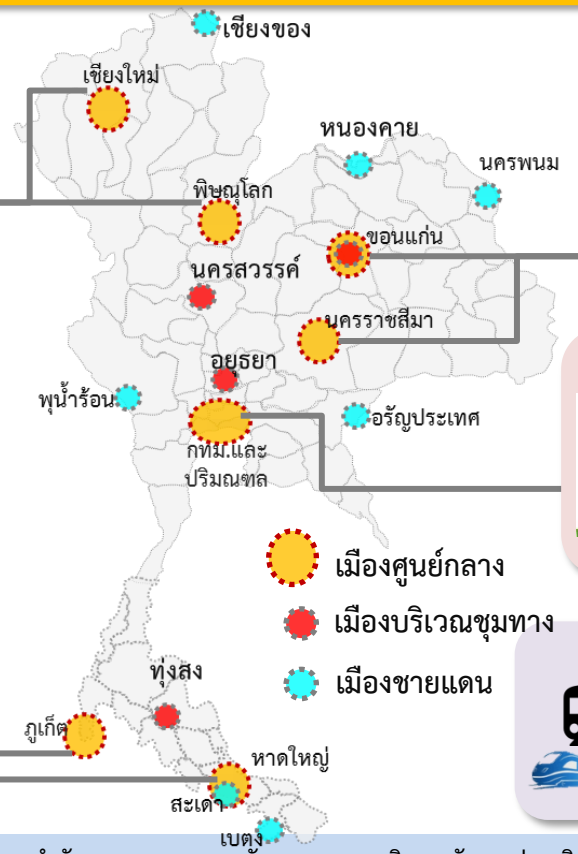 เชียงของ
เชียงใหม่
หนองคาย
นครพนม
พิษณุโลก
ขอนแก่น
นครสวรรค์
นครราชสีมา
อยุธยา
พุน้ำร้อน
อรัญประเทศ
กทม.และ
ปริมณฑล
เมืองศูนย์กลาง
เมืองบริเวณชุมทาง
เมืองชายแดน
ทุ่งสง
ภูเก็ต
หาดใหญ่
สะเดา
เบตง